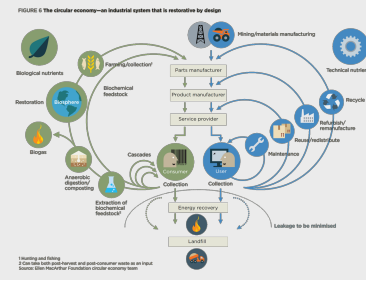 FIGURE 6 The circular economy—an industrial system that is restorative by design
Mining/materials manufacturing
Farming/collection¹
Biological nutrients
Technical nutrients
Parts manufacturer
Biochemical
feedstock
Product manufacturer
Recycle
Restoration
Biosphere
Service provider
Refurbish/
remanufacture
Reuse/redistribute
Biogas
Maintenance
Cascades
Consumer
User
Anaerobic
digestion/
composting
Collection
Collection
Extraction of
biochemical
feedstock²
Energy recovery
Leakage to be minimised
Landfill
1 Hunting and fishing
2 Can take both post-harvest and post-consumer waste as an input
Source: Ellen MacArthur Foundation circular economy team